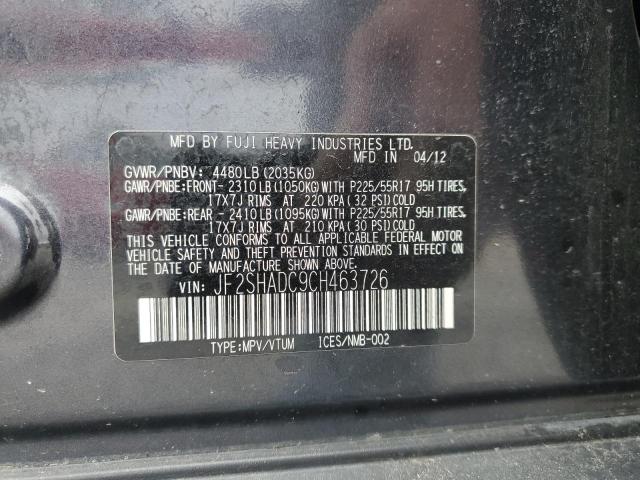 MFD BY FUJI HEAVY INDUSTRIES LTD.
MFD IN 04/12
GVWR/PNBV: 4480LB(2035KG)
GAWR/PNBE:FRONT- 2310LB(1050KG)WITH P225/55R17 95H TIRES,
17X7J RIMS AT 220 KPA(32 PSI)COLD
GAWR/PNBE:REAR - 2410LB(1095KG)WITH P225/55R17 95H TIRES,
17X7J RIMS AT 210 KPA(30 PSI)COLD
THIS VEHICLE CONFORMS TO ALL APPLICABLE FEDERAL MOTOR
VEHICLE SAFETY AND THEFT PREVENTION STANDARDS
IN EFFECT ON THE DATE OF MANUFACTURE SHOWN ABOVE.
VIN: JF2SHADC9CH463726
TYPE:MPV/VTUM ICES/NMB-002